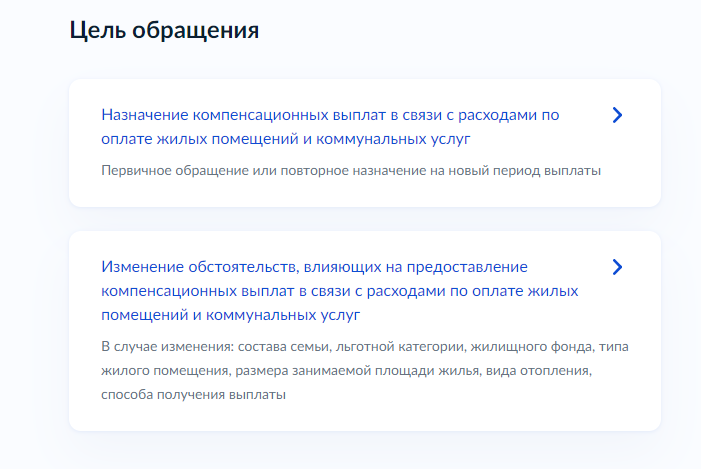 Цель обращения
Назначение компенсационных выплат в связи с расходами по
оплате жилых помещений и коммунальных услуг
Первичное обращение или повторное назначение на новый период выплаты
Изменение обстоятельств, влияющих на предоставление
компенсационных выплат в связи с расходами по оплате жилых
помещений и коммунальных услуг
В случае изменения: состава семьи, льготной категории, жилищного фонда, типа
жилого помещения, размера занимаемой площади жилья, вида отопления,
способа получения выплаты